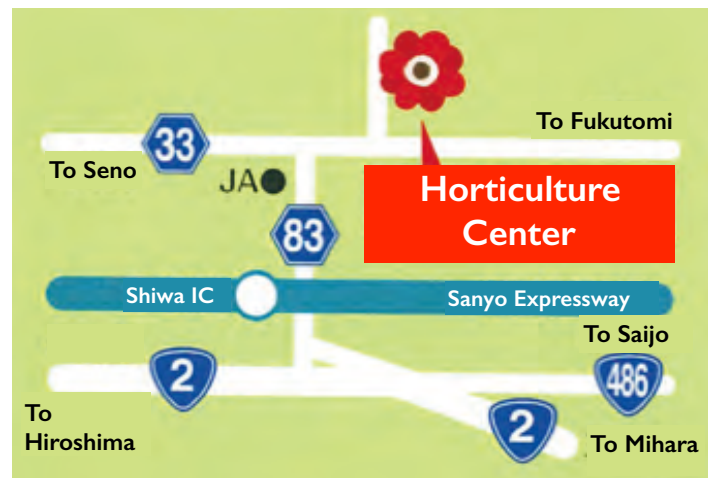 To Fukutomi
33
To Seno
JA
Horticulture
Center
83
Shiwa IC
Sanyo Expressway
To Saijo
2
486
To
Hiroshima
2
To Mihara